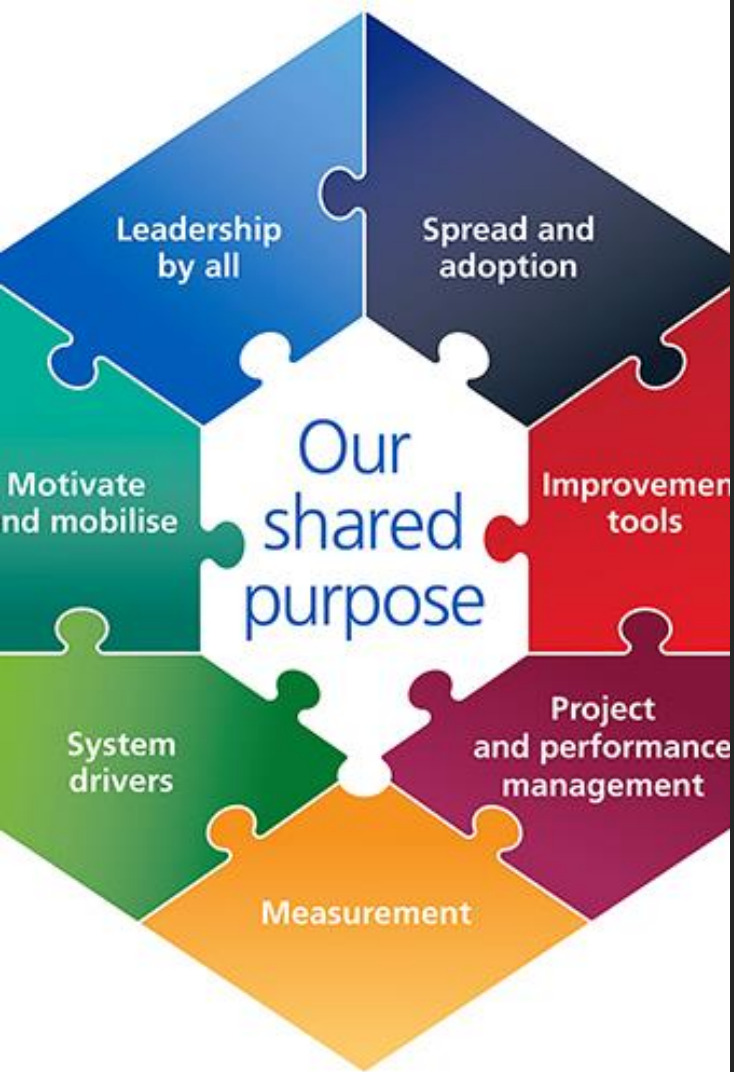 Leadership
by all
Spread and
adoption
Our
shared
purpose
Motivate
nd mobilise
Improvemen
tools
System
drivers
Project
and performance
management
Measurement